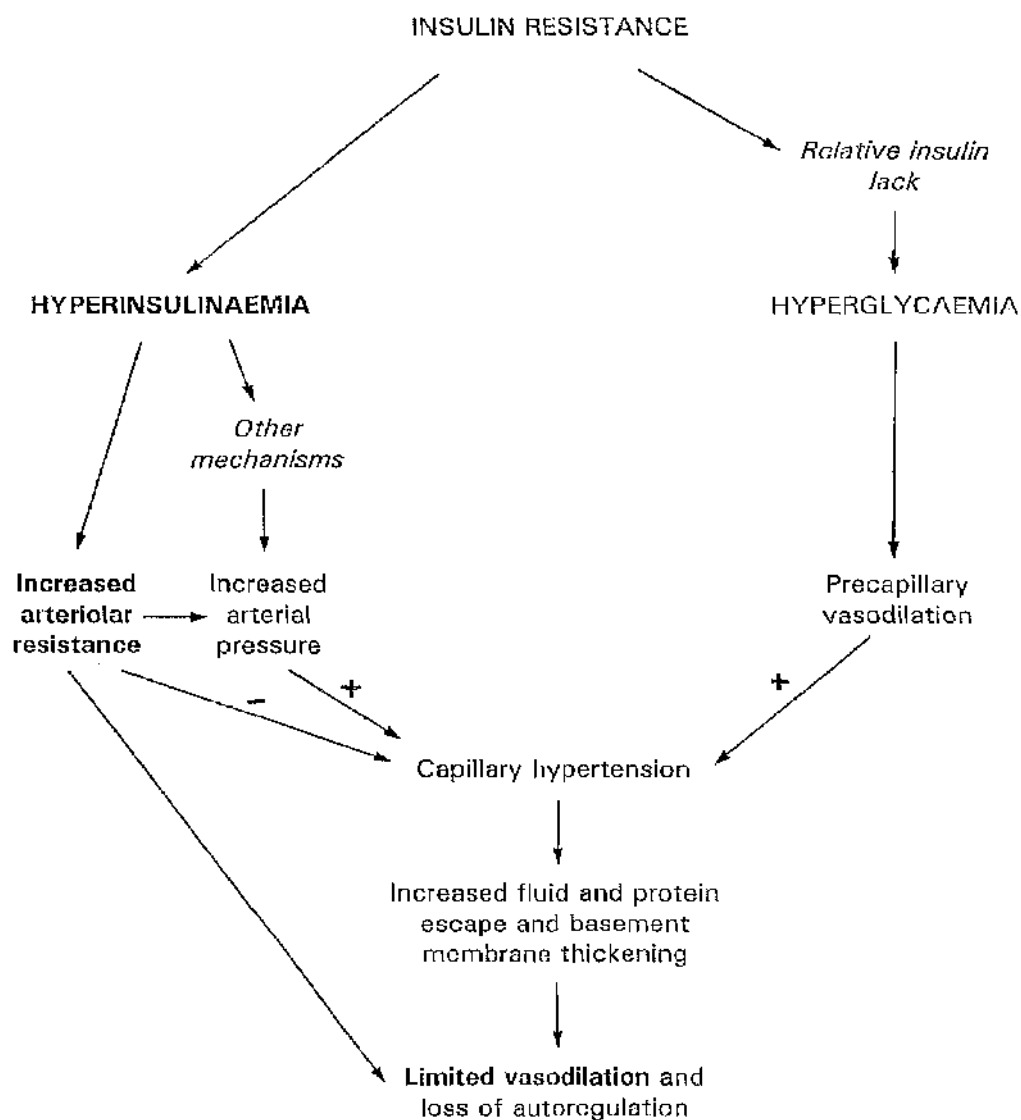 INSULIN RESISTANCE
Relative insulin
lack
HYPERINSULINAEMIA
HYPERGLYCAEMIA
Other
mechanisms
Increased
arteriolar
resistance
Increased
arterial
pressure
Precapillary
vasodilation
–
+
+
Capillary hypertension
Increased fluid and protein
escape and basement
membrane thickening
Limited vasodilation and
loss of autoregulation